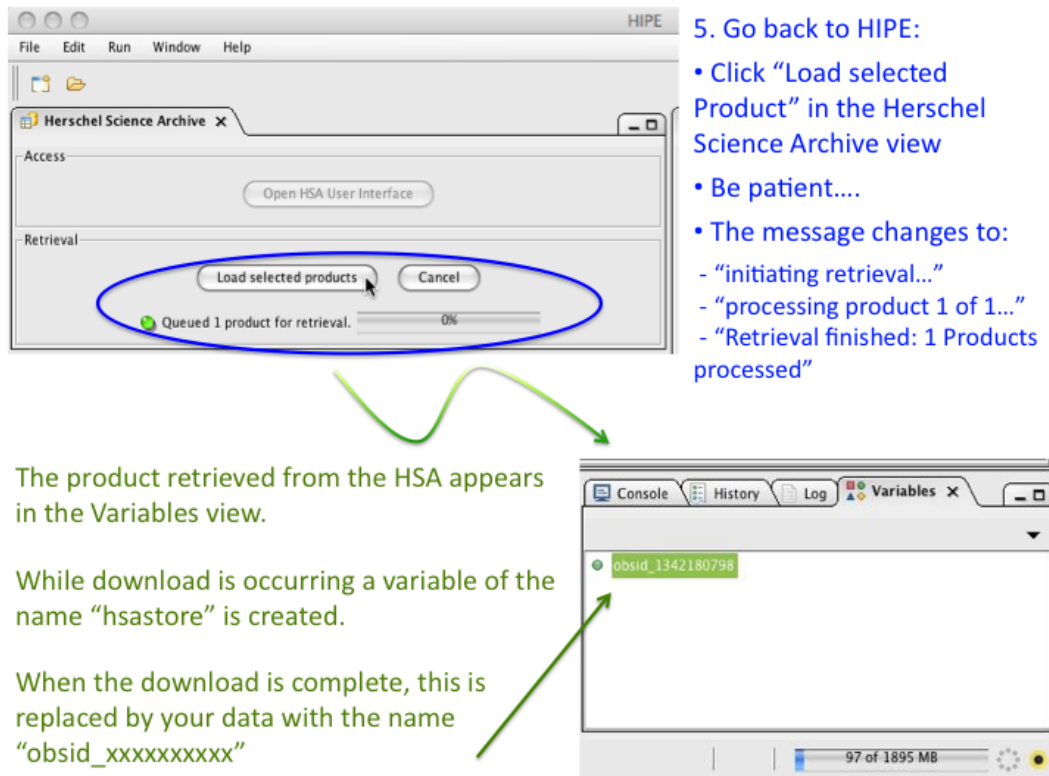 HIPE
File Edit Run Window Help
Herschel Science Archive
Access
Open HSA User Interface
Retrieval
Load selected products Cancel
Queued 1 product for retrieval. 0%
5. Go back to HIPE:
• Click “Load selected
Product” in the Herschel
Science Archive view
• Be patient....
• The message changes to:
- “initiating retrieval...”
- “processing product 1 of 1...”
- “Retrieval finished: 1 Products
processed”
The product retrieved from the HSA appears
in the Variables view.
While download is occurring a variable of the
name “hsastore” is created.
When the download is complete, this is
replaced by your data with the name
“obsid_xxxxxxxxxx”
Console History Log Variables
obsid_1342180798
97 of 1895 MB